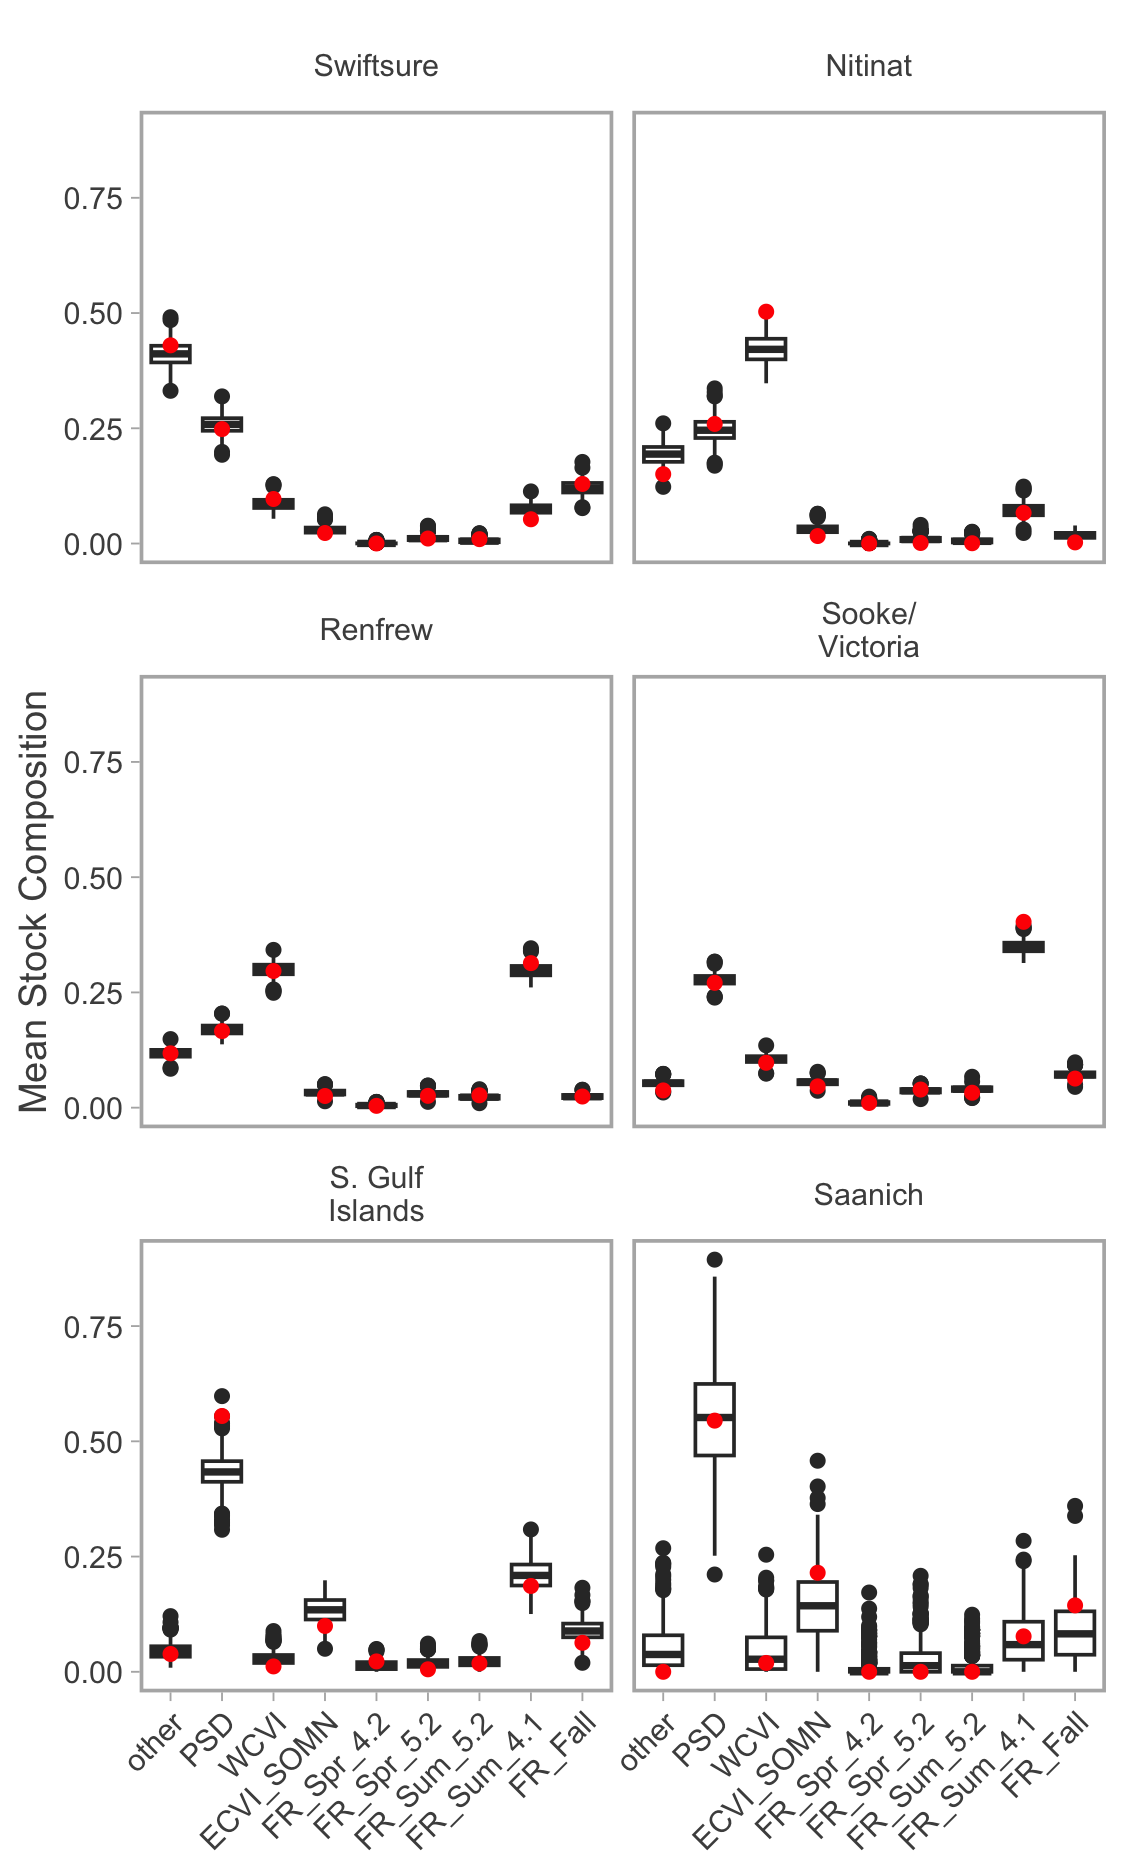 Swiftsure
Nitinat
0.75
0.50
0.25
0.00
Renfrew
Sooke/
Victoria
Mean Stock Composition
0.75
0.50
0.25
0.00
S. Gulf
Islands
Saanich
0.75
0.50
0.25
0.00
other
PSD
WCVI
ECVI_SOMN
FR_Spr_4.2
FR_Spr_5.2
FR_Sum_5.2
FR_Sum_4.1
FR_Fall
other
PSD
WCVI
ECVI_SOMN
FR_Spr_4.2
FR_Spr_5.2
FR_Sum_5.2
FR_Sum_4.1
FR_Fall